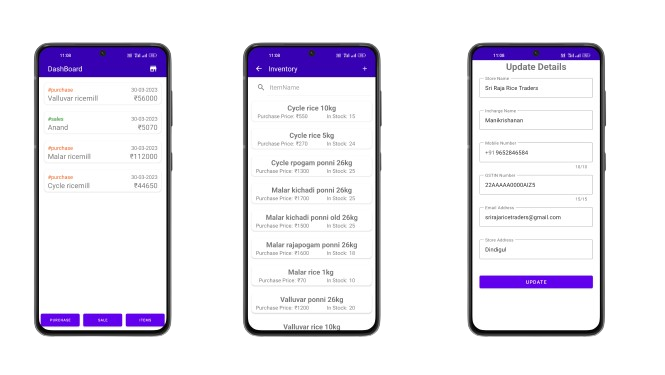 11:08
DashBoard
#purchase 30-03-2023
Valluvar ricemill ₹56000
#sales 30-03-2023
Anand ₹5070
#purchase 30-03-2023
Malar ricemill ₹112000
#purchase 30-03-2023
Cycle ricemill ₹44650
PURCHASE SALE ITEMS
11:08
← Inventory +
ItemName
Cycle rice 10kg
Purchase Price: ₹550 In Stock: 15
Cycle rice 5kg
Purchase Price: ₹270 In Stock: 24
Cycle rpogam ponni 26kg
Purchase Price: ₹1300 In Stock: 25
Malar kichadi ponni 26kg
Purchase Price: ₹1700 In Stock: 25
Malar kichadi ponni old 26kg
Purchase Price: ₹1600 In Stock: 25
Malar rajapogam ponni 26kg
Purchase Price: ₹1500 In Stock: 18
Malar rice 1kg
Purchase Price: ₹70 In Stock: 10
Valluvar ponni 26kg
Purchase Price: ₹1200 In Stock: 20
Valluvar rice 10kg
11:08
Update Details
Store Name
Sri Raja Rice Traders
Incharge Name
Manikrishanan
Mobile Number
+91 9652846584
10/10
GSTIN Number
22AAAAA0000AIZ5
15/15
Email Address
srirajaricetraders@gmail.com
Store Address
Dindigul
UPDATE